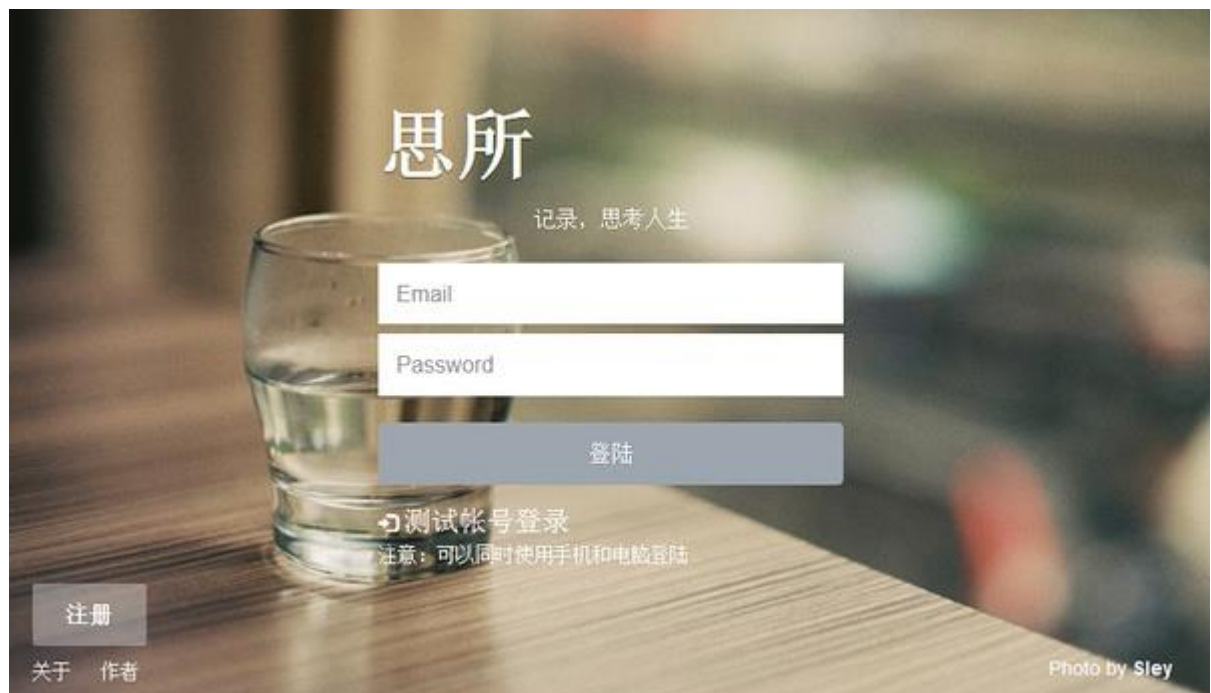 思所
记录，思考人生
Email
Password
登陆
测试帐号登录
注意：可以同时使用手机和电脑登陆
注册
关于 作者
Photo by Sley